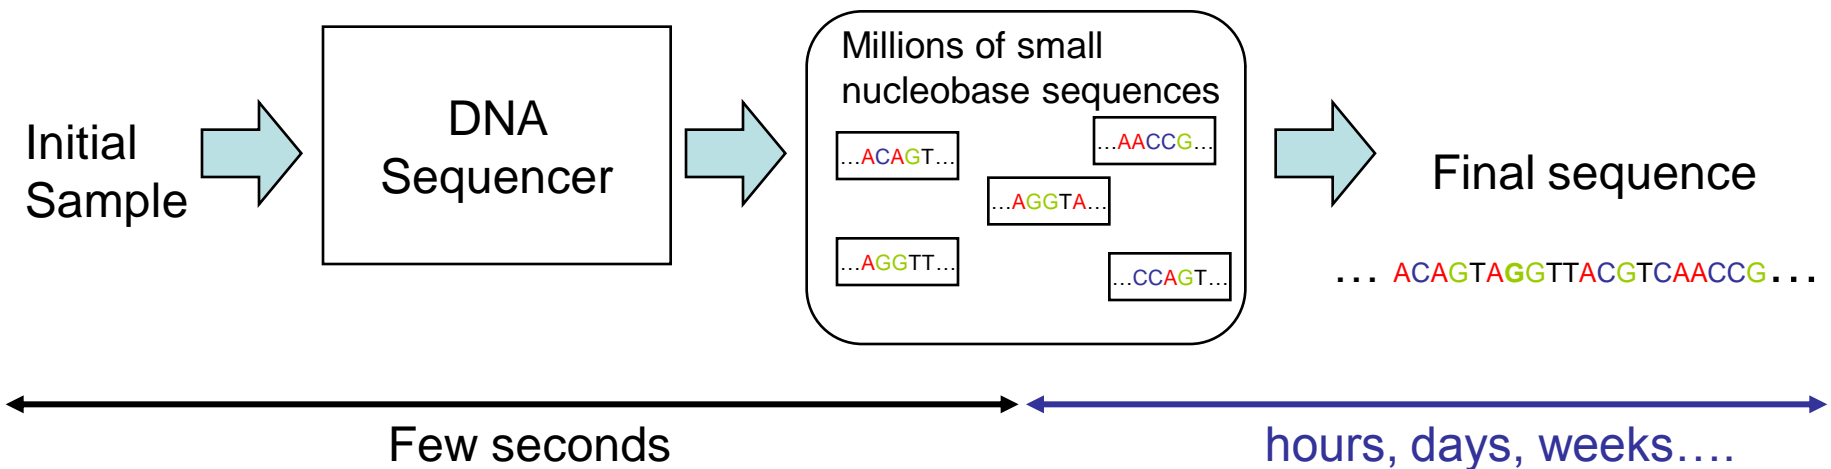 Initial
Sample
DNA
Sequencer
Millions of small
nucleobase sequences
...ACAGT...
...AACCG...
...AGGTA...
...AGGTT...
...CCAGT...
Final sequence
... ACAGTAGGTTACGTCAACCG...
Few seconds
hours, days, weeks....